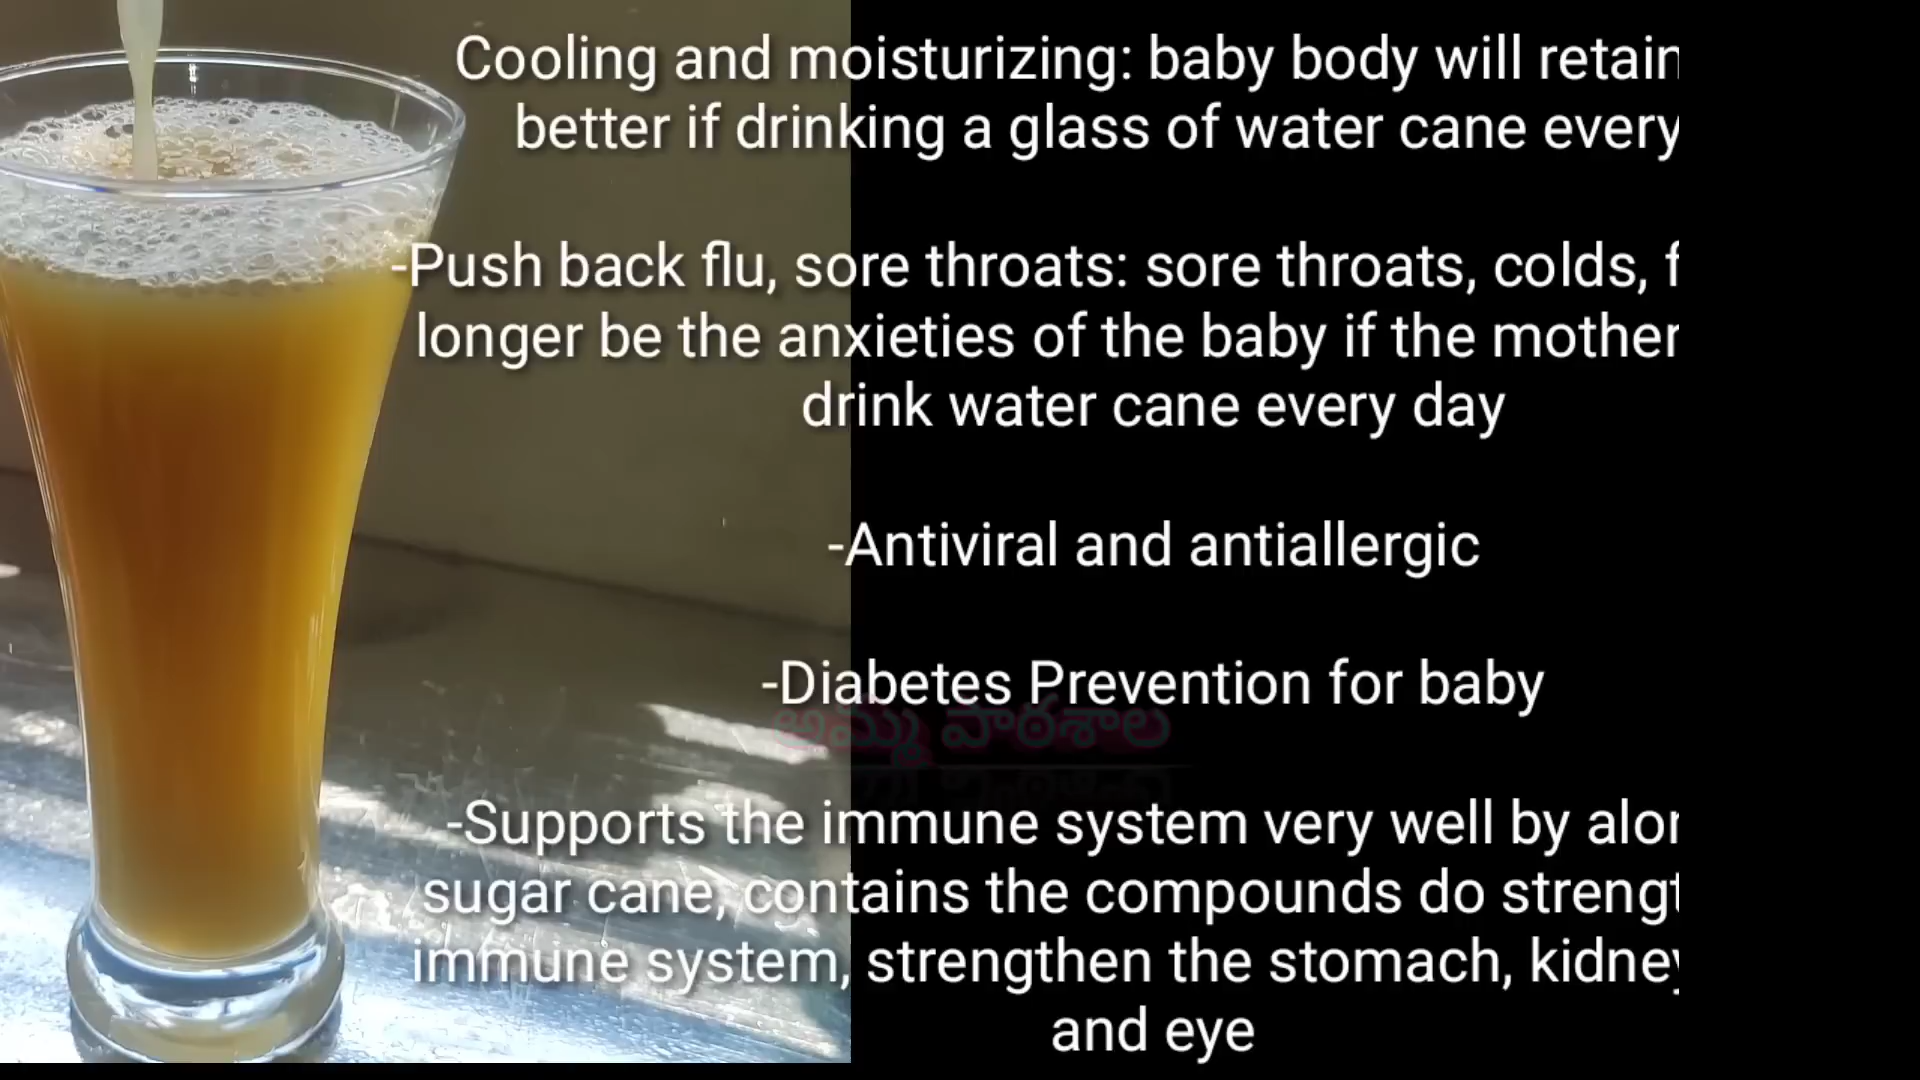 Cooling and moisturizing: baby body will retain
better if drinking a glass of water cane every
-Push back flu, sore throats: sore throats, colds,
longer be the anxieties of the baby if the mother
drink water cane every day
-Antiviral and antiallergic
-Diabetes Prevention for baby
అమ్మ పాఠశాల
-Supports the immune system very well by
sugar cane, contains the compounds do
immune system, strengthen the stomach,
and eye